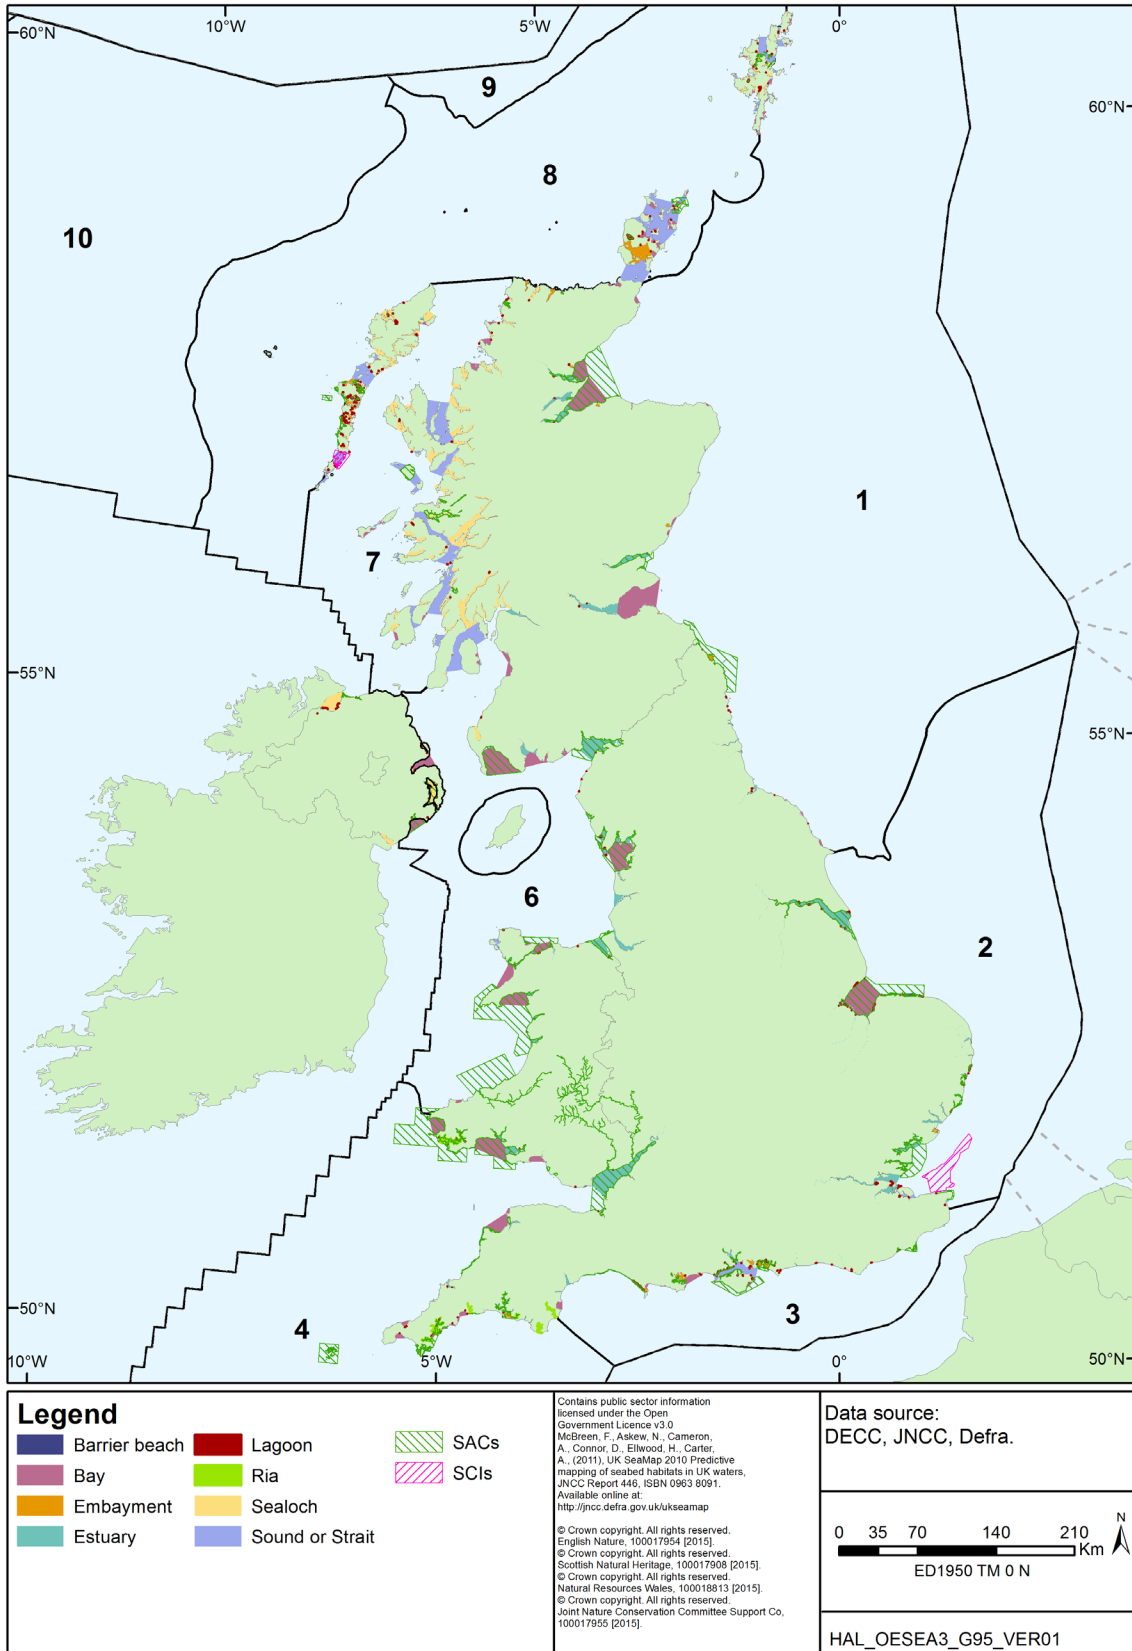 10°W
5°W
0°
60°N
60°N
9
8
10
1
7
55°N
55°N
6
2
4
3
10°W
5°W
0°
50°N
50°N
Legend
Barrier beach
Bay
Embayment
Estuary
Lagoon
Ria
Sealoch
Sound or Strait
SACs
SCIs
Contains public sector information
licensed under the Open
Government Licence v3.0
McBreen, F., Askew, N., Cameron,
A., Connor, D., Ellwood, H., Carter,
A., (2011), UK SeaMap 2010 Predictive
mapping of seabed habitats in UK waters,
JNCC Report 446, ISBN 0963 8091.
Available online at:
http://jncc.defra.gov.uk/ukseamap
© Crown copyright. All rights reserved.
English Nature, 100017954 [2015].
© Crown copyright. All rights reserved.
Scottish Natural Heritage, 100017908 [2015].
© Crown copyright. All rights reserved.
Natural Resources Wales, 100018813 [2015].
© Crown copyright. All rights reserved.
Joint Nature Conservation Committee Support Co,
100017955 [2015].
Data source:
DECC, JNCC, Defra.
N
0 35 70 140 210
Km
ED1950 TM 0 N
HAL_OESEA3_G95_VER01